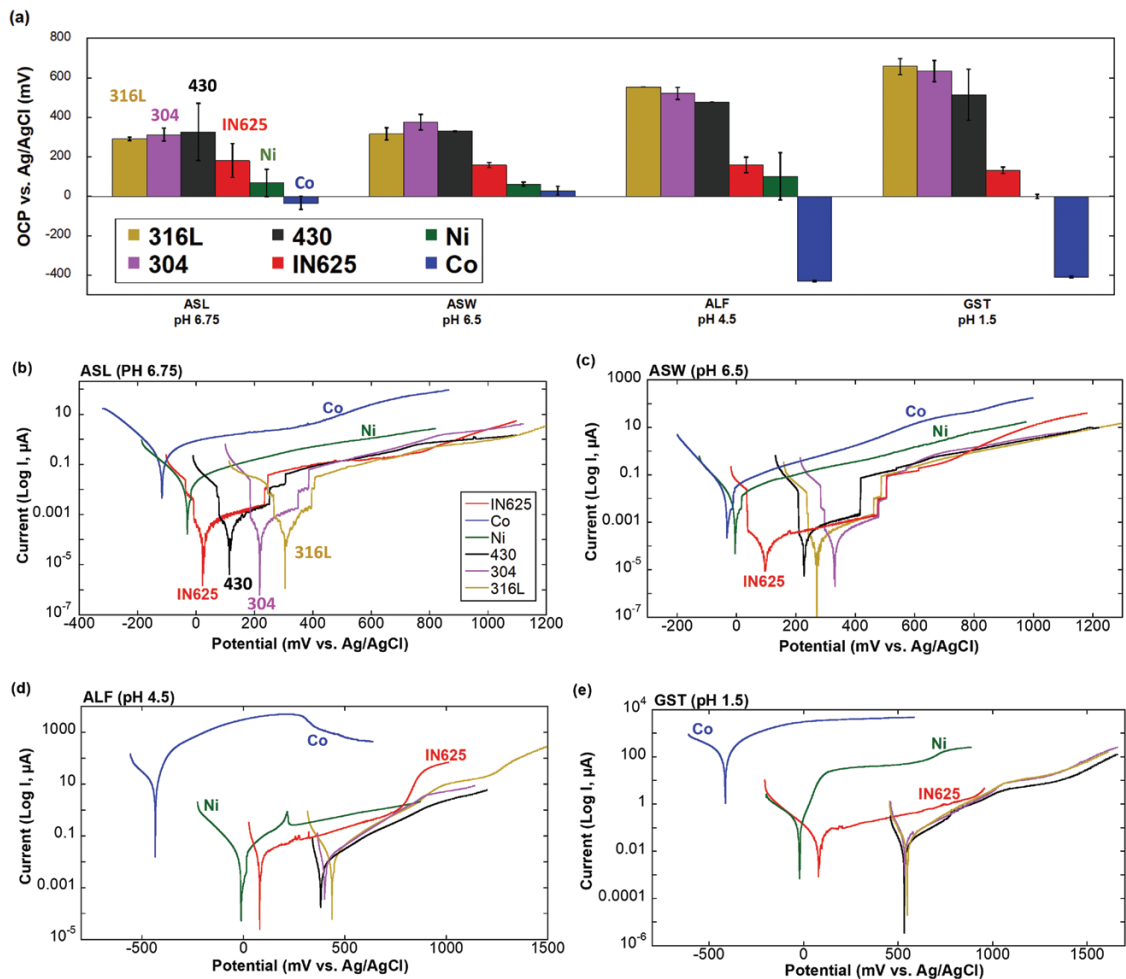 (a)
OCP vs. Ag/AgCl (mV)
800
600
400
200
0
-200
-400
316L
304
430
IN625
Ni
Co
316L 430 Ni
304 IN625 Co
ASL
pH 6.75
ASW
pH 6.5
ALF
pH 4.5
GST
pH 1.5
(b)
ASL (PH 6.75)
Current (Log I, µA)
10
0.1
0.001
10-5
10-7
Co
Ni
316L
430
IN625
304
IN625
Co
Ni
430
304
316L
-400 -200 0 200 400 600 800 1000 1200
Potential (mV vs. Ag/AgCl)
(c)
ASW (pH 6.5)
Current (Log I, µA)
1000
10
0.1
0.001
10-5
10-7
Co
Ni
IN625
-200 0 200 400 600 800 1000 1200
Potential (mV vs. Ag/AgCl)
(d)
ALF (pH 4.5)
Current (Log I, µA)
1000
10
0.1
0.001
10-5
Co
IN625
Ni
-500 0 500 1000 1500
Potential (mV vs. Ag/AgCl)
(e)
GST (pH 1.5)
Current (Log I, µA)
104
100
1
0.01
0.0001
10-6
Co
Ni
IN625
-500 0 500 1000 1500
Potential (mV vs. Ag/AgCl)